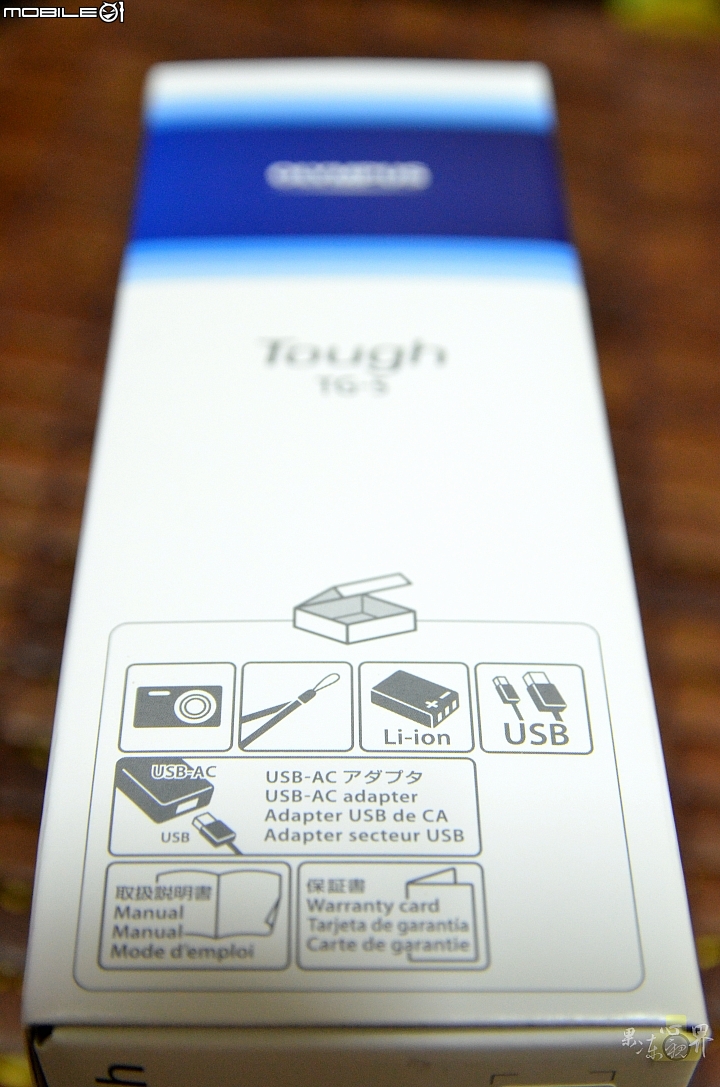 MOBILE01
OLYMPUS
Tough
TG-5
Li-ion
USB
USB-AC
USB
USB-AC アダプタ
USB-AC adapter
Adapter USB de CA
Adapter secteur USB
取扱説明書
Manual
Manual
Mode d'emploi
保証書
Warranty card
Tarjeta de garantia
Carte de garantie
h